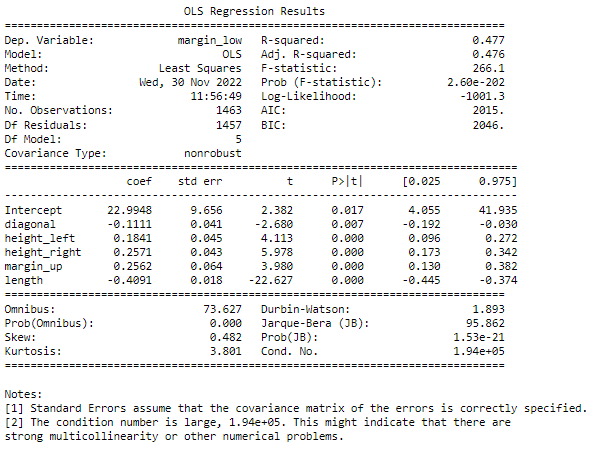 OLS Regression Results
==============================================================================
Dep. Variable:             margin_low   R-squared:                       0.477
Model:                            OLS   Adj. R-squared:                  0.476
Method:                 Least Squares   F-statistic:                     266.1
Date:                Wed, 30 Nov 2022   Prob (F-statistic):          2.60e-202
Time:                        11:56:49   Log-Likelihood:                -1001.3
No. Observations:                1463   AIC:                             2015.
Df Residuals:                    1457   BIC:                             2046.
Df Model:                           5
Covariance Type:            nonrobust
================================================================================
                   coef    std err          t      P>|t|      [0.025      0.975]
--------------------------------------------------------------------------------
Intercept       22.9948      9.656      2.382      0.017       4.055      41.935
diagonal        -0.1111      0.041     -2.680      0.007      -0.192      -0.030
height_left      0.1841      0.045      4.113      0.000       0.096       0.272
height_right     0.2571      0.043      5.978      0.000       0.173       0.342
margin_up        0.2562      0.064      3.980      0.000       0.130       0.382
length          -0.4091      0.018    -22.627      0.000      -0.445      -0.374
==============================================================================
Omnibus:                       73.627   Durbin-Watson:                   1.893
Prob(Omnibus):                  0.000   Jarque-Bera (JB):               95.862
Skew:                           0.482   Prob(JB):                     1.53e-21
Kurtosis:                       3.801   Cond. No.                     1.94e+05
==============================================================================
Notes:
[1] Standard Errors assume that the covariance matrix of the errors is correctly specified.
[2] The condition number is large, 1.94e+05. This might indicate that there are
strong multicollinearity or other numerical problems.